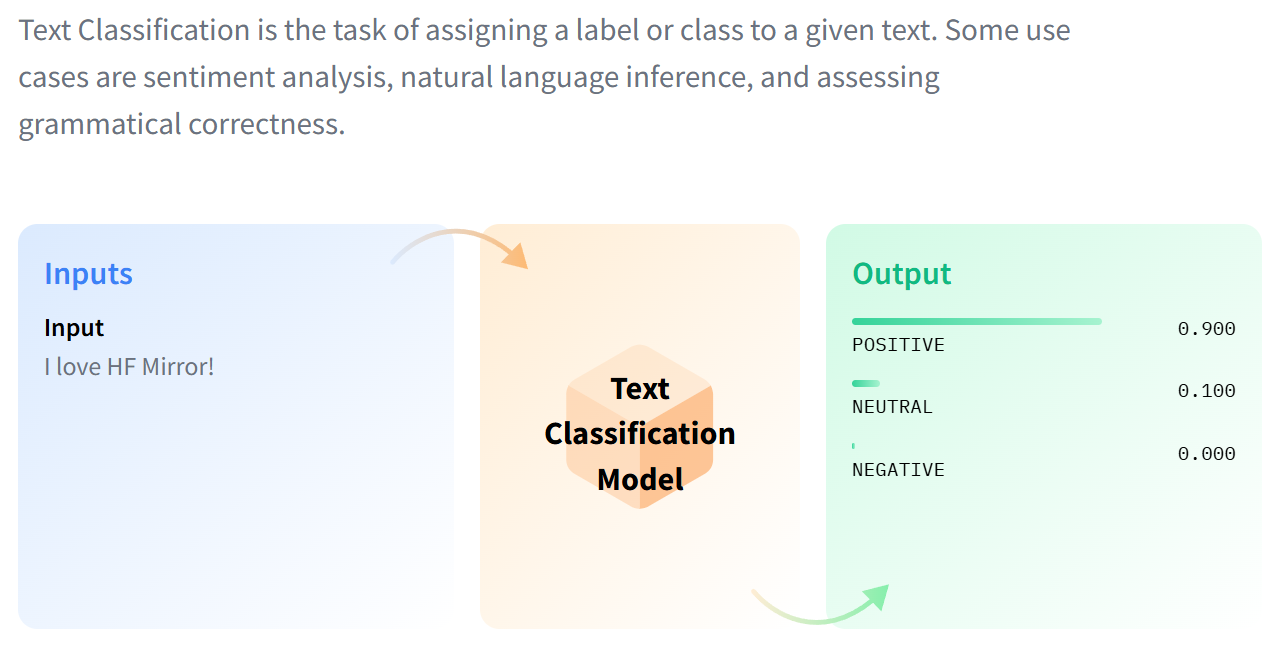 Text Classification is the task of assigning a label or class to a given text. Some use
cases are sentiment analysis, natural language inference, and assessing
grammatical correctness.
Inputs
Input
I love HF Mirror!
Text
Classification
Model
Output
POSITIVE 0.900
NEUTRAL 0.100
NEGATIVE 0.000